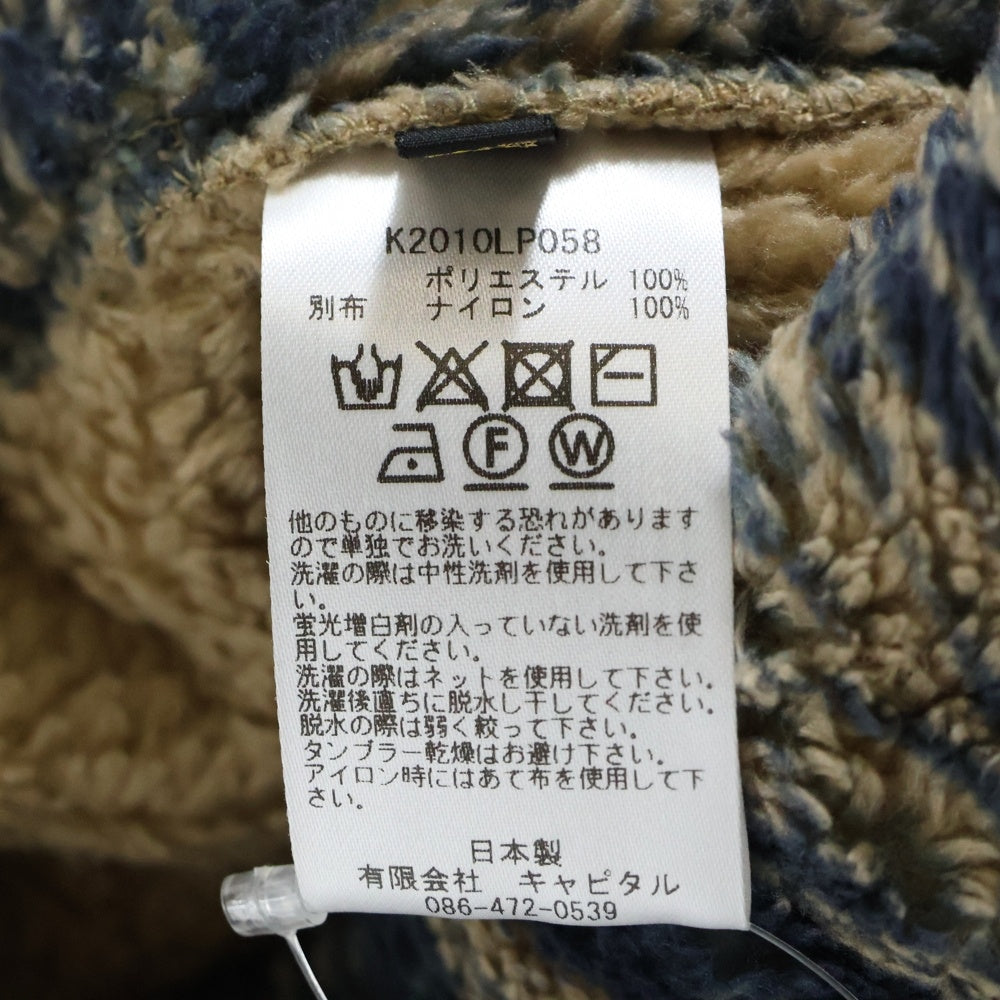 K2010LP058
ポリエステル 100%
別布 ナイロン 100%
F W
他のものに移染する恐れがあります
ので単独でお洗いください。
洗濯の際は中性洗剤を使用して下さ
い。
蛍光増白剤の入っていない洗剤を使
用してください。
洗濯の際はネットを使用して下さい。
洗濯後直ちに脱水し干してください。
脱水の際は弱く絞って下さい。
タンブラー乾燥はお避け下さい。
アイロン時にはあて布を使用して下
さい。
日本製
有限会社 キャピタル
086-472-0539